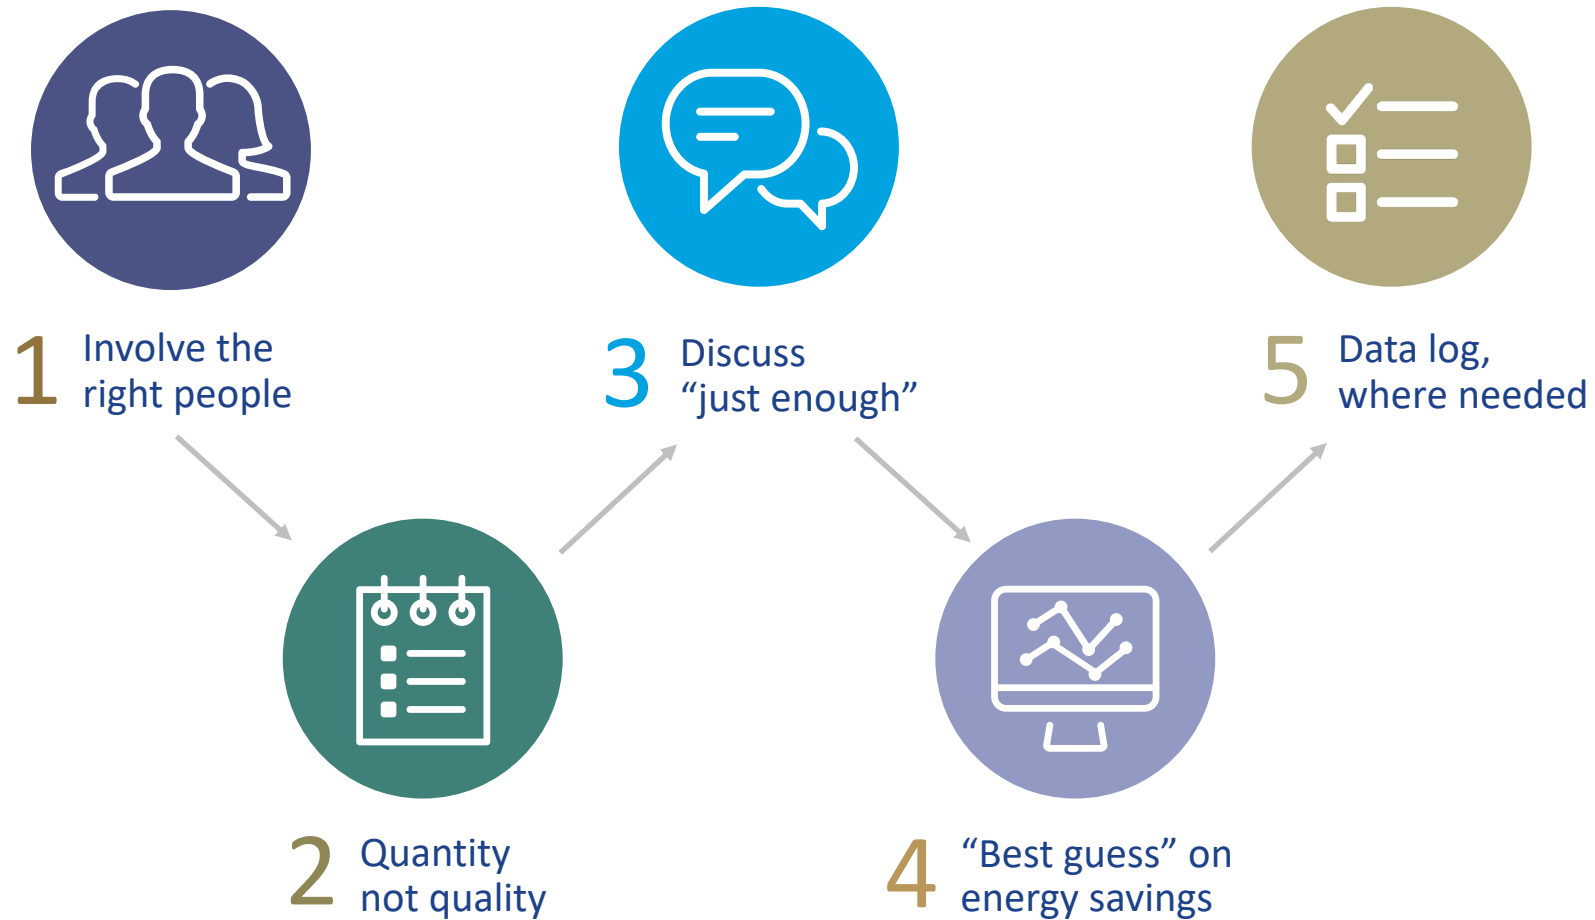 1 Involve the
right people
2 Quantity
not quality
3 Discuss
“just enough”
4 “Best guess” on
energy savings
5 Data log,
where needed